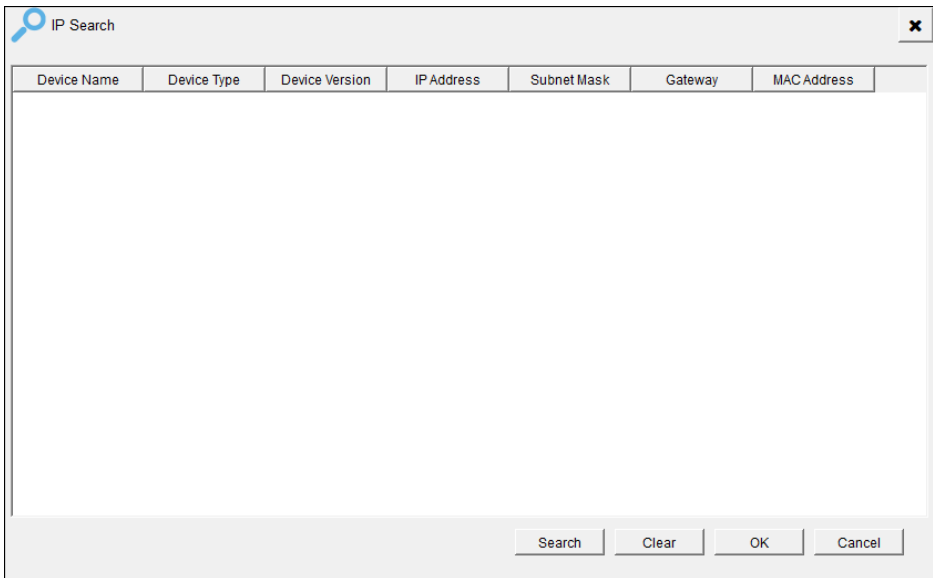 IP Search
Device Name Device Type Device Version IP Address Subnet Mask Gateway MAC Address
Search Clear OK Cancel